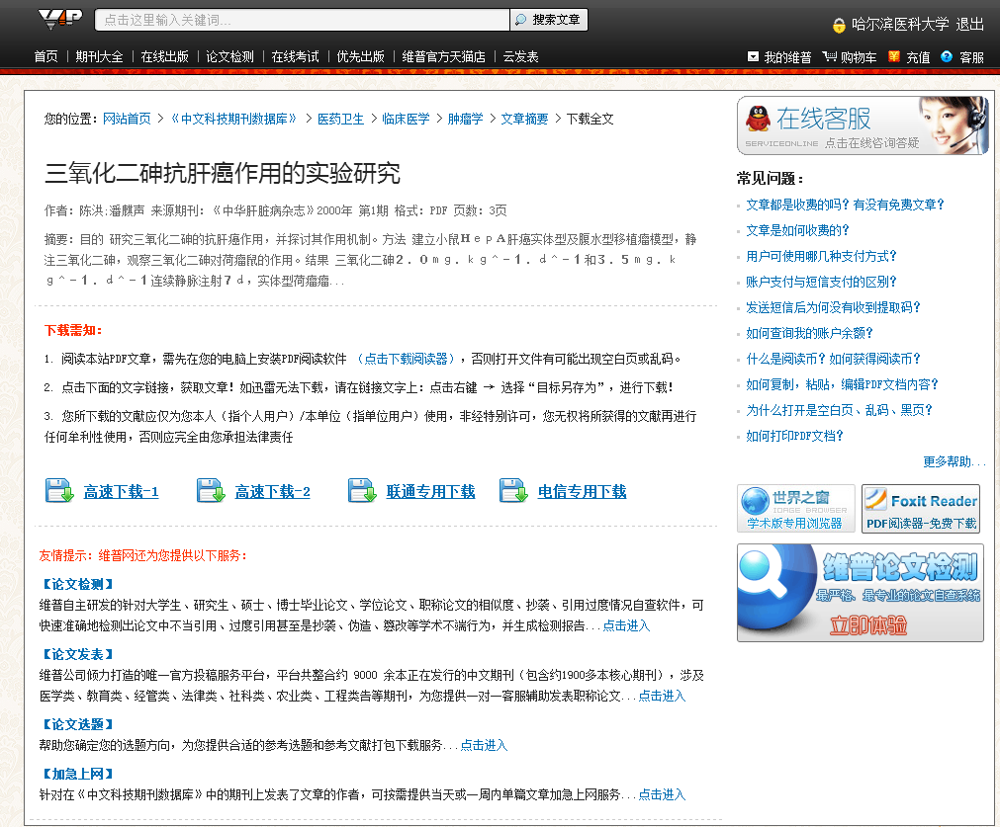 VIP
点击这里输入关键词...
搜索文章
哈尔滨医科大学 退出
首页 | 期刊大全 | 在线出版 | 论文检测 | 在线考试 | 优先出版 | 维普官方天猫店 | 云发表
我的维普 购物车 充值 客服
您的位置: 网站首页 > 《中文科技期刊数据库》 > 医药卫生 > 临床医学 > 肿瘤学 > 文章摘要 > 下载全文
三氧化二砷抗肝癌作用的实验研究
作者: 陈洪;潘麒声 来源期刊: 《中华肝脏病杂志》2000年 第1期 格式: PDF 页数: 3页
摘要: 目的 研究三氧化二砷的抗肝癌作用，并探讨其作用机制。方法 建立小鼠ＨｅｐＡ肝癌实体型及腹水型移植瘤模型，静
注三氧化二砷，观察三氧化二砷对荷瘤鼠的作用。结果 三氧化二砷２．０ｍｇ．ｋｇ＾－１．ｄ＾－１和３．５ｍｇ．ｋ
ｇ＾－１．ｄ＾－１连续静脉注射７ｄ，实体型荷瘤瘤...
下载需知:
1. 阅读本站PDF文章，需先在您的电脑上安装PDF阅读软件 （点击下载阅读器），否则打开文件有可能出现空白页或乱码。
2. 点击下面的文字链接，获取文章！如迅雷无法下载，请在链接文字上: 点击右键 → 选择“目标另存为”，进行下载！
3. 您所下载的文献应仅为您本人（指个人用户）/本单位（指单位用户）使用，非经特别许可，您无权将所获得的文献再进行
任何牟利性使用，否则应完全由您承担法律责任
高速下载-1 高速下载-2 联通专用下载 电信专用下载
友情提示: 维普网还为您提供以下服务:
【论文检测】
维普自主研发的针对大学生、研究生、硕士、博士毕业论文、学位论文、职称论文的相似度、抄袭、引用过度情况自查软件，可
快速准确地检测出论文中不当引用、过度引用甚至是抄袭、伪造、篡改等学术不端行为，并生成检测报告...点击进入
【论文发表】
维普公司倾力打造的唯一官方投稿服务平台，平台共整合约 9000 余本正在发行的中文期刊（包含约1900多本核心期刊），涉及
医学类、教育类、经管类、法律类、社科类、农业类、工程类告等期刊，为您提供一对一客服辅助发表职称论文...点击进入
【论文选题】
帮助您确定您的选题方向，为您提供合适的参考选题和参考文献打包下载服务...点击进入
【加急上网】
针对在《中文科技期刊数据库》中的期刊上发表了文章的作者，可按需提供当天或一周内单篇文章加急上网服务...点击进入
在线客服
SERVICEONLINE 点击在线咨询答疑
常见问题:
文章都是收费的吗？有没有免费文章？
文章是如何收费的？
用户可使用哪几种支付方式？
账户支付与短信支付的区别？
发送短信后为何没有收到提取码？
如何查询我的账户余额？
什么是阅读币？如何获得阅读币？
如何复制，粘贴，编辑PDF文档内容？
为什么打开是空白页、乱码、黑页？
如何打印PDF文档？
更多帮助...
世界之窗
学术版专用浏览器
Foxit Reader
PDF阅读器-免费下载
维普论文检测
最严格、最专业的论文自查系统
立即体验